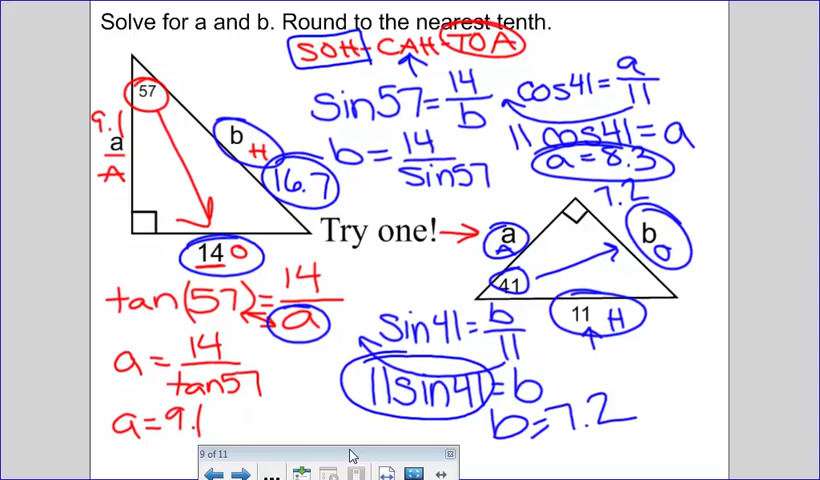 Solve for a and b. Round to the nearest tenth.
SOH-CAH-TOA
57
9.1
a
A
b
H
16.7
14 O
sin57 = 14/b
b = 14/sin57
cos41 = a/11
11 cos41 = a
a = 8.3
7.2
Try one!
a
A
b
O
41
11 H
tan(57) = 14/a
a = 14/tan57
a = 9.1
sin41 = b/11
11sin41 = b
b = 7.2
9 of 11